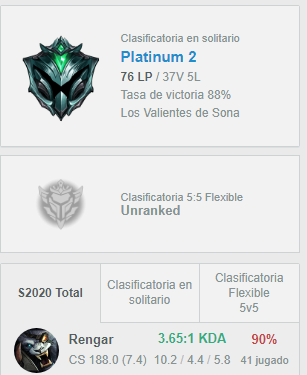 Clasificatoria en solitario
Platinum 2
76 LP / 37V 5L
Tasa de victoria 88%
Los Valientes de Sona
Clasificatoria 5:5 Flexible
Unranked
S2020 Total
Clasificatoria en
solitario
Clasificatoria
Flexible
5v5
Rengar 3.65:1 KDA 90%
CS 188.0 (7.4) 10.2 / 4.4 / 5.8 41 jugado